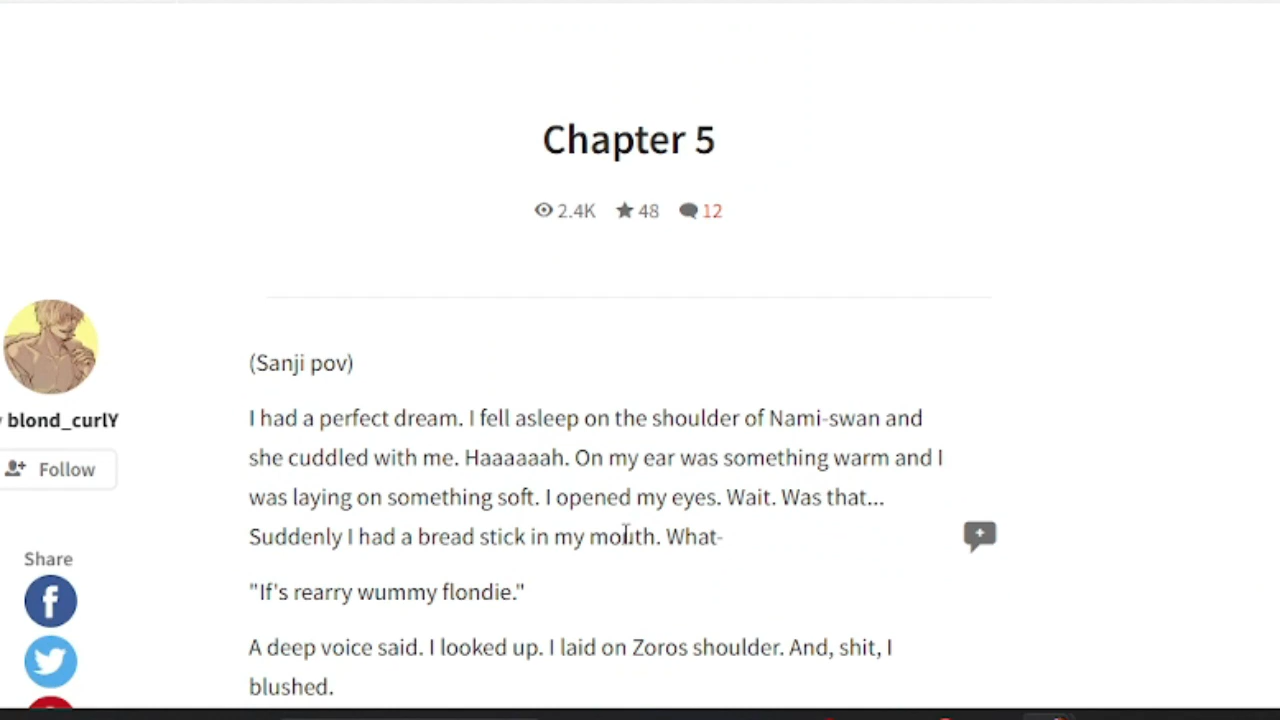 Chapter 5
2.4K 48 12
blond_curlY
Follow
Share
(Sanji pov)
I had a perfect dream. I fell asleep on the shoulder of Nami-swan and
she cuddled with me. Haaaaaah. On my ear was something warm and I
was laying on something soft. I opened my eyes. Wait. Was that...
Suddenly I had a bread stick in my mouth. What-
"If's rearry wummy flondie."
A deep voice said. I looked up. I laid on Zoros shoulder. And, shit, I
blushed.